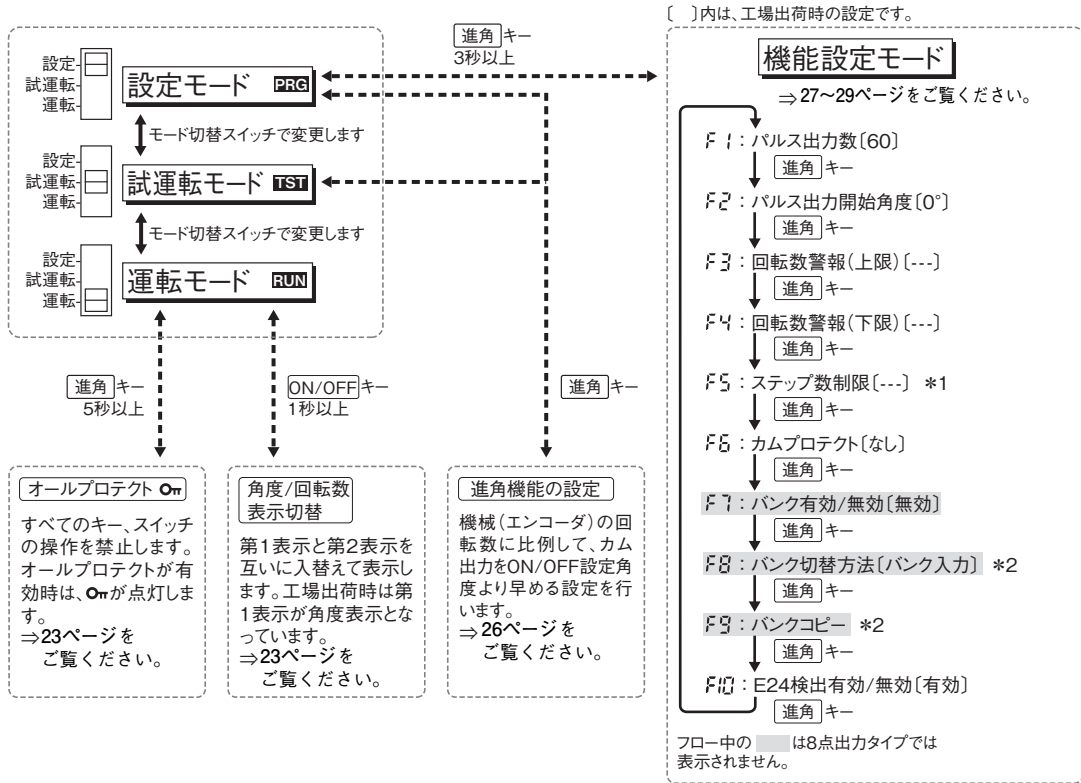 〔　〕内は、工場出荷時の設定です。
設定
試運転
運転
設定モード PRG
モード切替スイッチで変更します
設定
試運転
運転
試運転モード TST
モード切替スイッチで変更します
設定
試運転
運転
運転モード RUN
進角 キー
3秒以上
進角 キー
5秒以上
ON/OFF キー
1秒以上
進角 キー
オールプロテクト
すべてのキー、スイッチ
の操作を禁止します。
オールプロテクトが有
効時は、 が点灯しま
す。
⇒23ページを
ご覧ください。
角度/回転数
表示切替
第1表示と第2表示を
互いに入替えて表示し
ます。工場出荷時は第
1表示が角度表示とな
っています。
⇒23ページを
ご覧ください。
進角機能の設定
機械(エンコーダ)の回
転数に比例して、カム
出力をON/OFF設定角
度より早める設定を行
います。
⇒26ページを
ご覧ください。
機能設定モード
⇒27〜29ページをご覧ください。
F1：パルス出力数〔60〕
進角 キー
F2：パルス出力開始角度〔0°〕
進角 キー
F3：回転数警報(上限)〔---〕
進角 キー
F4：回転数警報(下限)〔---〕
進角 キー
F5：ステップ数制限〔---〕 *1
進角 キー
F6：カムプロテクト〔なし〕
進角 キー
F7：バンク有効/無効〔無効〕
進角 キー
F8：バンク切替方法〔バンク入力〕 *2
進角 キー
F9：バンクコピー *2
進角 キー
F10：E24検出有効/無効〔有効〕
進角 キー
フロー中の　は8点出力タイプでは
表示されません。